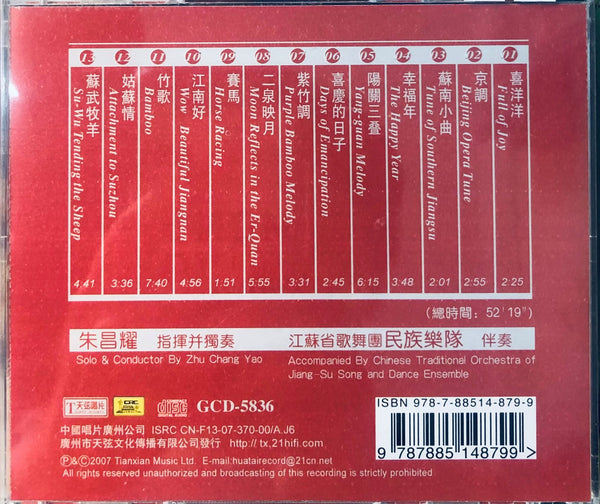 01 喜洋洋 Full of Joy 2:25
02 京調 Beijing Opera Tune 2:55
03 蘇南小曲 Tune of Southern Jiangsu 2:01
04 幸福年 The Happy Year 3:48
05 陽關三叠 Yang-guan Melody 6:15
06 喜慶的日子 Days of Emancipation 2:45
07 紫竹調 Purple Bamboo Melody 3:31
08 二泉映月 Moon Reflects in the Er-Quan 5:55
09 賽馬 Horse Racing 1:51
10 江南好 Wow Beautiful Jiangnan 4:56
11 竹歌 Bamboo 7:40
12 姑蘇情 Attachment to Suzhou 3:36
13 蘇武牧羊 Su-Wu Tending the Sheep 4:41
(總時間: 52'19")
朱昌耀 指揮并獨奏
Solo & Conductor By Zhu Chang Yao
江蘇省歌舞團民族樂隊 伴奏
Accompanied By Chinese Traditional Orchestra of
Jiang-Su Song and Dance Ensemble
T天弦唱片
CRC
COMPACT disc DIGITAL AUDIO
GCD-5836
ISBN 978-7-88514-879-9
9 787885 148799 >
中國唱片廣州公司 ISRC CN-F13-07-370-00/A.J6
廣州市天弦文化傳播有限公司發行 http://tx.21hifi.com
℗&©2007 Tianxian Music Ltd. E-mail:huatairecord@21cn.net
All rights unauthorized and broadcasting of this recording is strictly prohibited